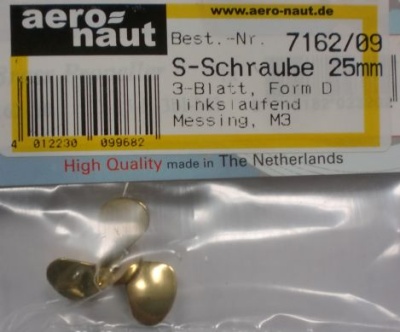 aero-
naut
www.aero-naut.de
Best.-Nr. 7162/09
S-Schraube 25mm
3-Blatt, Form D
linkslaufend
Messing, M3
4 012230 099682
High Quality made in The Netherlands